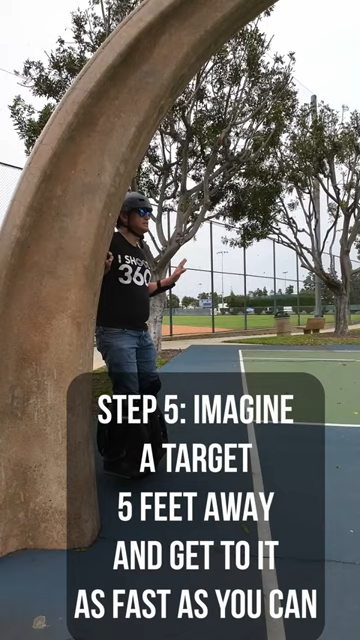 I SHOOT
360
STEP 5: IMAGINE
A TARGET
5 FEET AWAY
AND GET TO IT
AS FAST AS YOU CAN